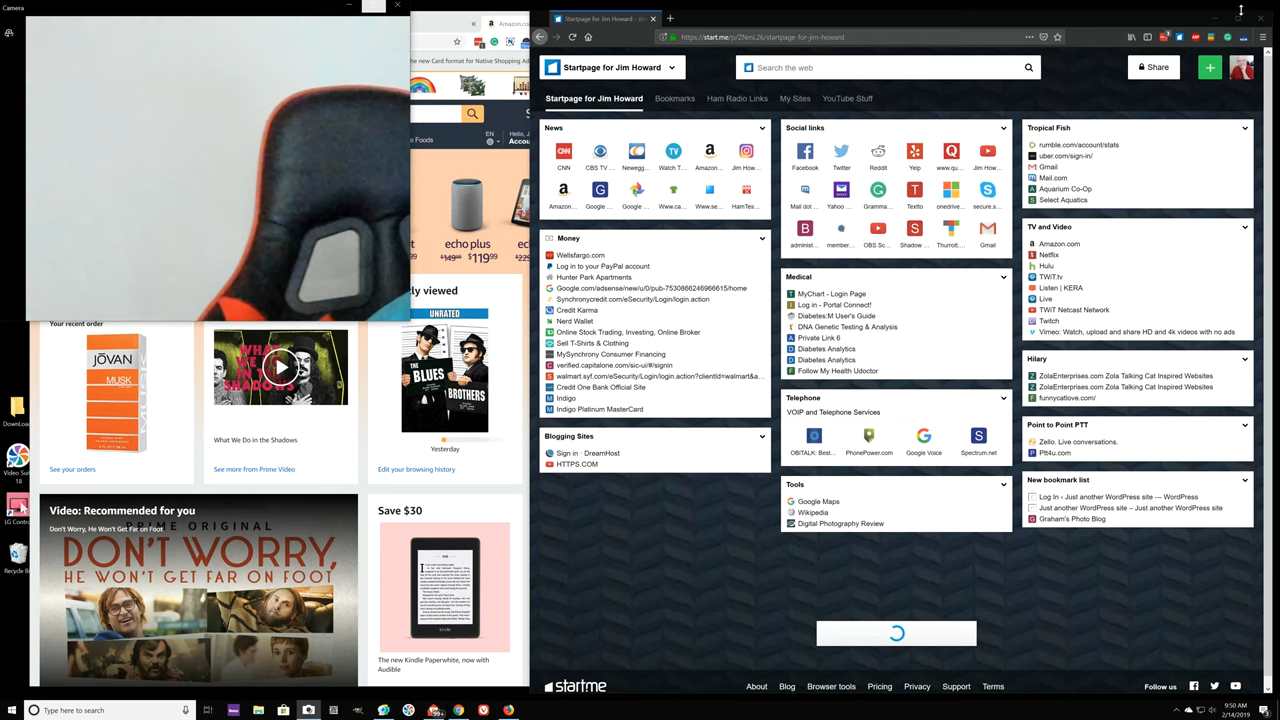 Camera
Amazon.co
the new Card format for Native Shopping Ad
e Foods
EN
Hello, J
Accou
echo plus
$149.99 $119.99
ly viewed
Your recent order
JŌVAN
MUSK
UNRATED
THE BLUES BROTHERS
What We Do in the Shadows
Yesterday
See your orders
See more from Prime Video
Edit your browsing history
Video: Recommended for you
Don't Worry, He Won't Get Far on Foot
PRIME ORIGINAL
DON'T WORRY,
HE WON'T GET FAR ON FOOT
Save $30
kindle
The new Kindle Paperwhite, now with
Audible
DownLoad
Video Su
18
LG Contro
Recycle B
Type here to search
Startpage for Jim Howard - sta
https://start.me/p/ZNmL26/startpage-for-jim-howard
Startpage for Jim Howard
Search the web
Share
Startpage for Jim Howard
Bookmarks
Ham Radio Links
My Sites
YouTube Stuff
News
CNN
CBS TV ...
Newegg...
Watch T...
Amazon...
Jim How...
Amazon...
Google ...
Google ...
Www.ca...
Www.se...
HamTes...
Money
Wellsfargo.com
Log in to your PayPal account
Hunter Park Apartments
Google.com/adsense/new/u/0/pub-7530866246966615/home
Synchronycredit.com/eSecurity/Login/login.action
Credit Karma
Nerd Wallet
Online Stock Trading, Investing, Online Broker
Sell T-Shirts & Clothing
MySynchrony Consumer Financing
verified.capitalone.com/sic-ui/#/signin
walmart.syf.com/eSecurity/Login/login.action?clientId=walmart&a...
Credit One Bank Official Site
Indigo
Indigo Platinum MasterCard
Blogging Sites
Sign in · DreamHost
HTTPS.COM
Social links
Facebook
Twitter
Reddit
Yelp
www.qu...
Jim How...
Mail dot ...
Yahoo ...
Gramma...
Textto
onedrive...
secure.s...
administ...
member...
OBS Sc...
Shadow ...
Thurrott...
Gmail
Medical
MyChart - Login Page
Log in - Portal Connect!
Diabetes:M User's Guide
DNA Genetic Testing & Analysis
Private Link 6
Diabetes Analytics
Diabetes Analytics
Follow My Health Udoctor
Telephone
VOIP and Telephone Services
OBITALK: Best...
PhonePower.com
Google Voice
Spectrum.net
Tools
Google Maps
Wikipedia
Digital Photography Review
Tropical Fish
rumble.com/account/stats
uber.com/sign-in/
Gmail
Mail.com
Aquarium Co-Op
Select Aquatics
TV and Video
Amazon.com
Netflix
Hulu
TWiT.tv
Listen | KERA
Live
TWiT Netcast Network
Twitch
Vimeo: Watch, upload and share HD and 4k videos with no ads
Hilary
ZolaEnterprises.com Zola Talking Cat Inspired Websites
ZolaEnterprises.com Zola Talking Cat Inspired Websites
funnycatlove.com/
Point to Point PTT
Zello. Live conversations.
Ptt4u.com
New bookmark list
Log In ‹ Just another WordPress site — WordPress
Just another WordPress site – Just another WordPress site
Graham's Photo Blog
startme
About
Blog
Browser tools
Pricing
Privacy
Support
Terms
Follow us
99+
9:50 AM
2/14/2019